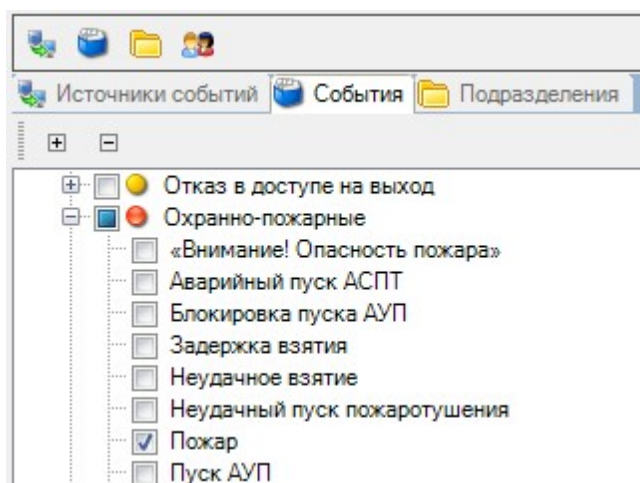 Источники событий События Подразделения
Отказ в доступе на выход
Охранно-пожарные
«Внимание! Опасность пожара»
Аварийный пуск АСПТ
Блокировка пуска АУП
Задержка взятия
Неудачное взятие
Неудачный пуск пожаротушения
Пожар
Пуск АУП